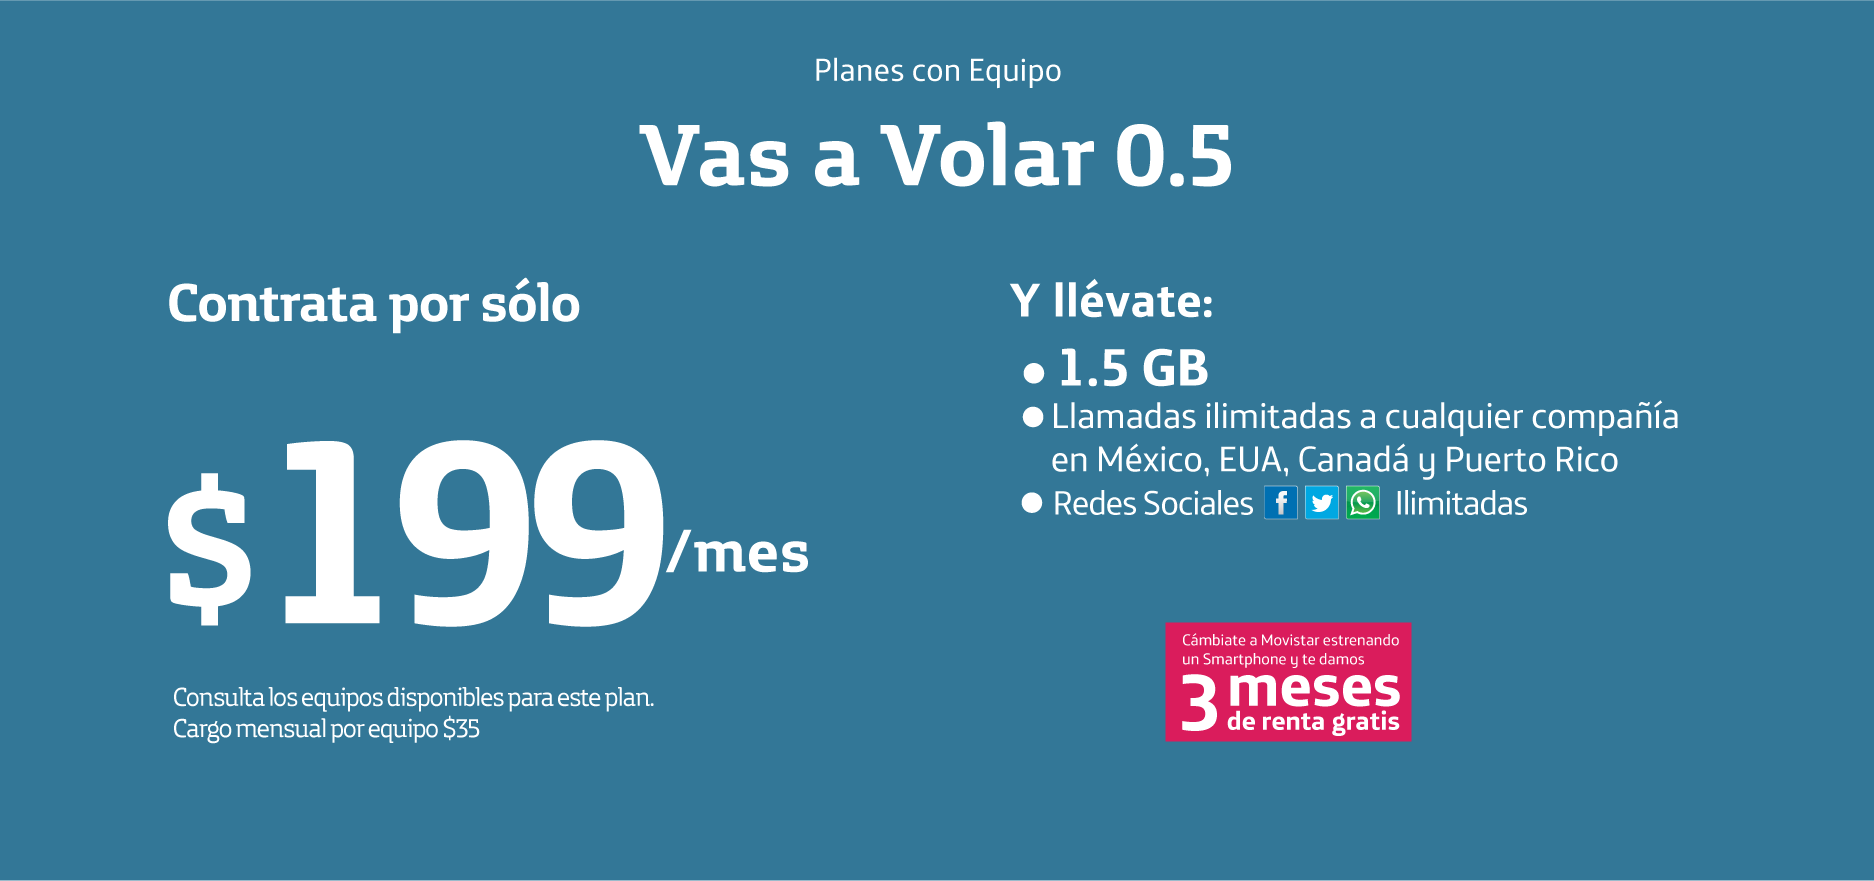 Planes con Equipo
Vas a Volar 0.5
Contrata por sólo
$199/mes
Consulta los equipos disponibles para este plan.
Cargo mensual por equipo $35
Y llévate:
● 1.5 GB
● Llamadas ilimitadas a cualquier compañía
en México, EUA, Canadá y Puerto Rico
● Redes Sociales Ilimitadas
Cámbiate a Movistar estrenando
un Smartphone y te damos
3 meses
de renta gratis